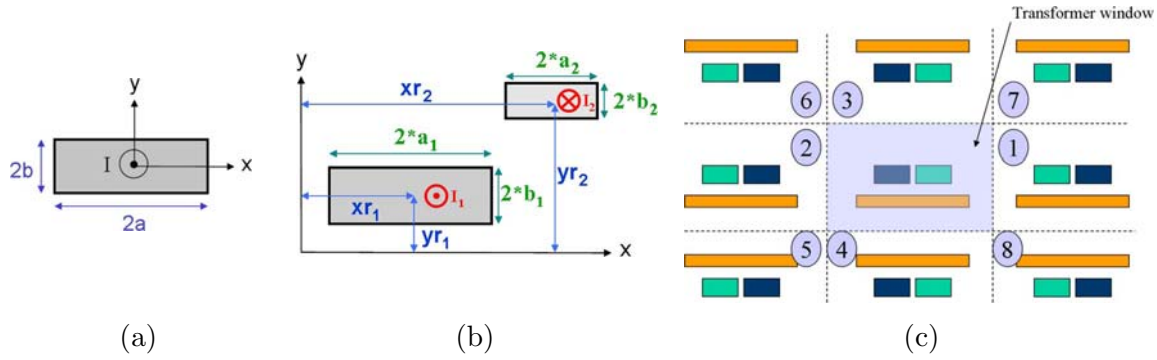 y
I
x
2b
2a
(a)
y
2*a₂
xr₂
I₂
2*b₂
2*a₁
yr₂
I₁
2*b₁
xr₁
yr₁
x
(b)
Transformer window
6 3 7
2 1
5 4 8
(c)